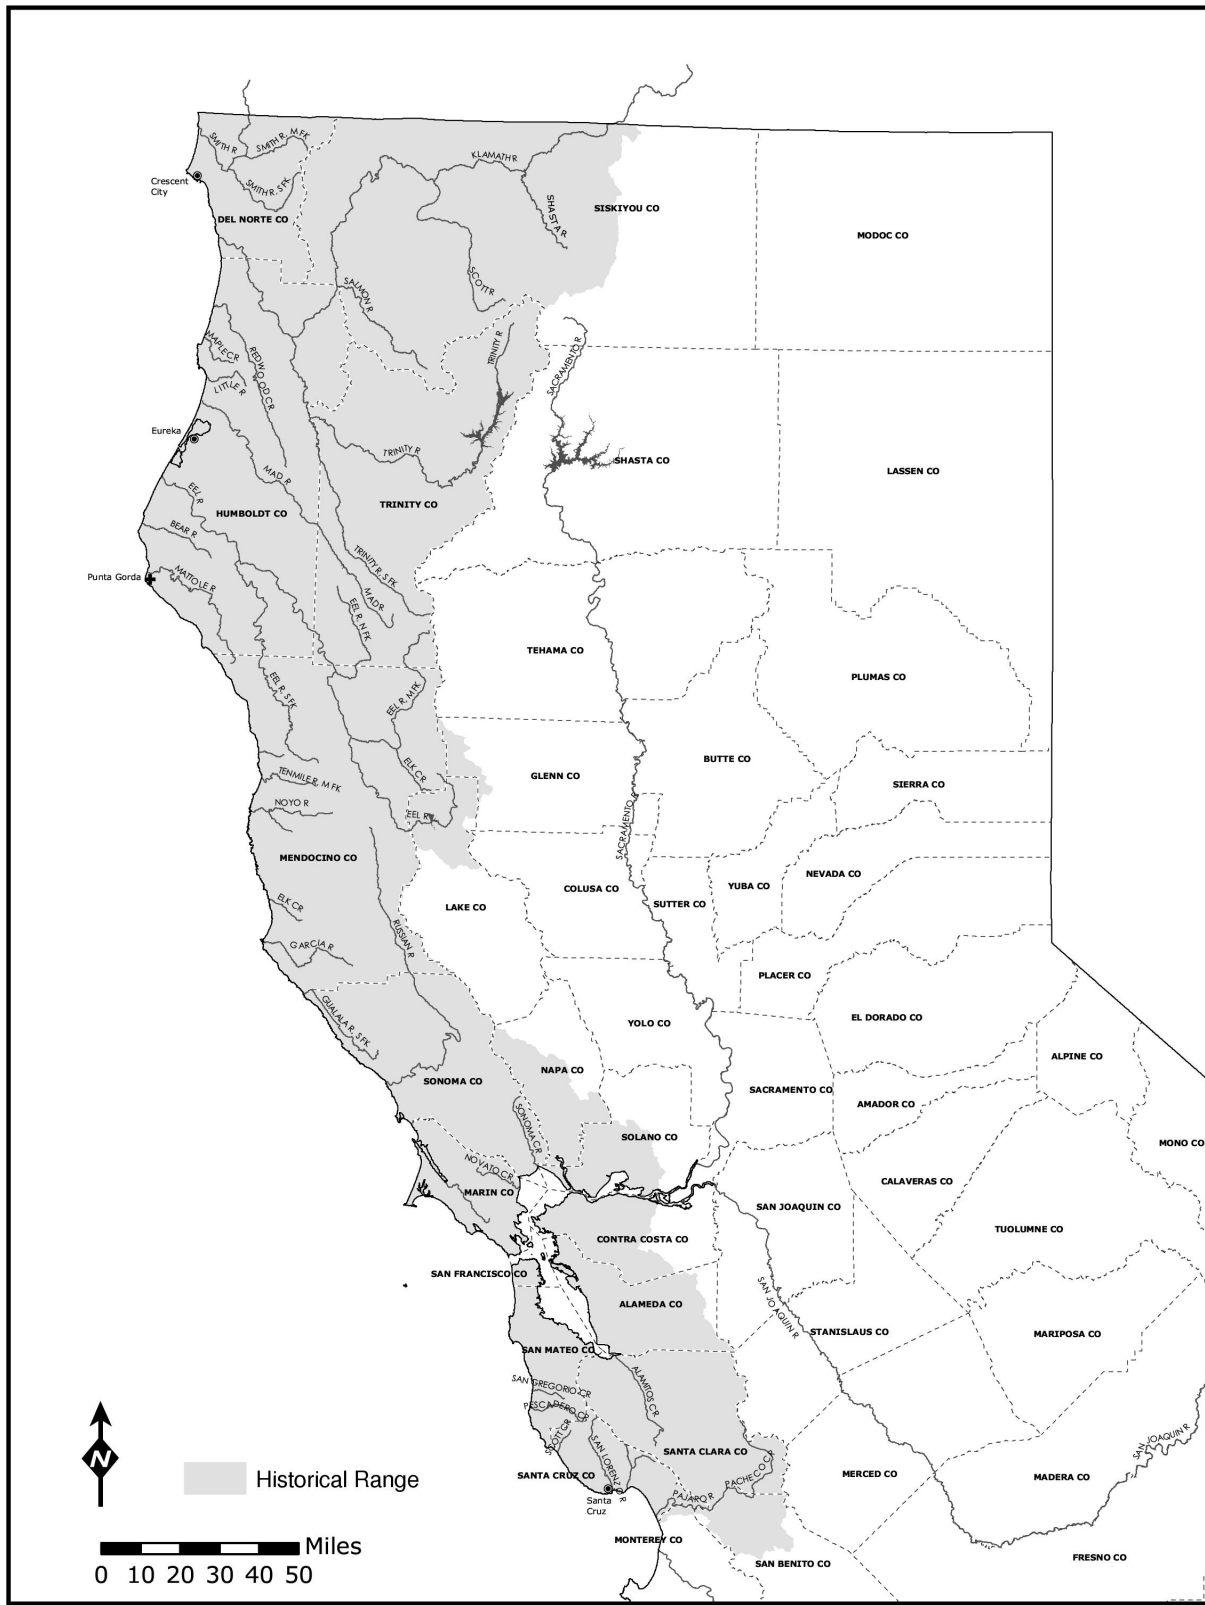 SMITH R
SMITH R, M FK
KLAMATH R
Crescent
City
SMITH R, S FK
SHASTA R
SISKIYOU CO
DEL NORTE CO
MODOC CO
SALMON R
SCOTT R
MAPLE CR
REDWOOD CR
TRINITY R
SACRAMENTO R
LITTLE R
Eureka
TRINITY R
SHASTA CO
LASSEN CO
MAD R
EEL R
HUMBOLDT CO
TRINITY CO
BEAR R
Punta Gorda
MATTOLE R
TRINITY R, S FK
MAD R
EEL R, N FK
TEHAMA CO
PLUMAS CO
EEL R, S FK
EEL R, M FK
BUTTE CO
TENMILE R, M FK
ELK CR
GLENN CO
SIERRA CO
NOYO R
EEL R
SACRAMENTO R
MENDOCINO CO
NEVADA CO
YUBA CO
COLUSA CO
LAKE CO
SUTTER CO
ELK CR
RUSSIAN R
GARCIA R
PLACER CO
GUALALA R, S FK
YOLO CO
EL DORADO CO
ALPINE CO
NAPA CO
SONOMA CO
SACRAMENTO CO
AMADOR CO
SONOMA CR
SOLANO CO
MONO CO
NOVATO CR
MARIN CO
CALAVERAS CO
SAN JOAQUIN CO
TUOLUMNE CO
CONTRA COSTA CO
SAN FRANCISCO CO
ALAMEDA CO
SAN JOAQUIN R
STANISLAUS CO
MARIPOSA CO
SAN MATEO CO
SAN GREGORIO CR
ALAMITOS CR
PESCADERO CR
SCOTT CR
SAN LORENZO R
SANTA CLARA CO
SAN JOAQUIN R
SANTA CRUZ CO
PACHECO CR
PAJARO R
MERCED CO
MADERA CO
Santa
Cruz
MONTEREY CO
SAN BENITO CO
FRESNO CO
N
Historical Range
Miles
0 10 20 30 40 50